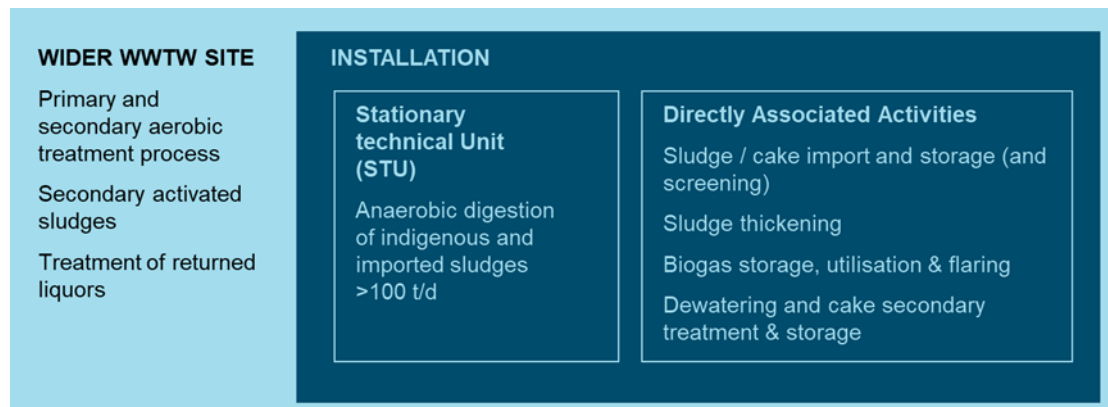 WIDER WWTW SITE
Primary and
secondary aerobic
treatment process
Secondary activated
sludges
Treatment of returned
liquors
INSTALLATION
Stationary
technical Unit
(STU)
Anaerobic digestion
of indigenous and
imported sludges
>100 t/d
Directly Associated Activities
Sludge / cake import and storage (and
screening)
Sludge thickening
Biogas storage, utilisation & flaring
Dewatering and cake secondary
treatment & storage